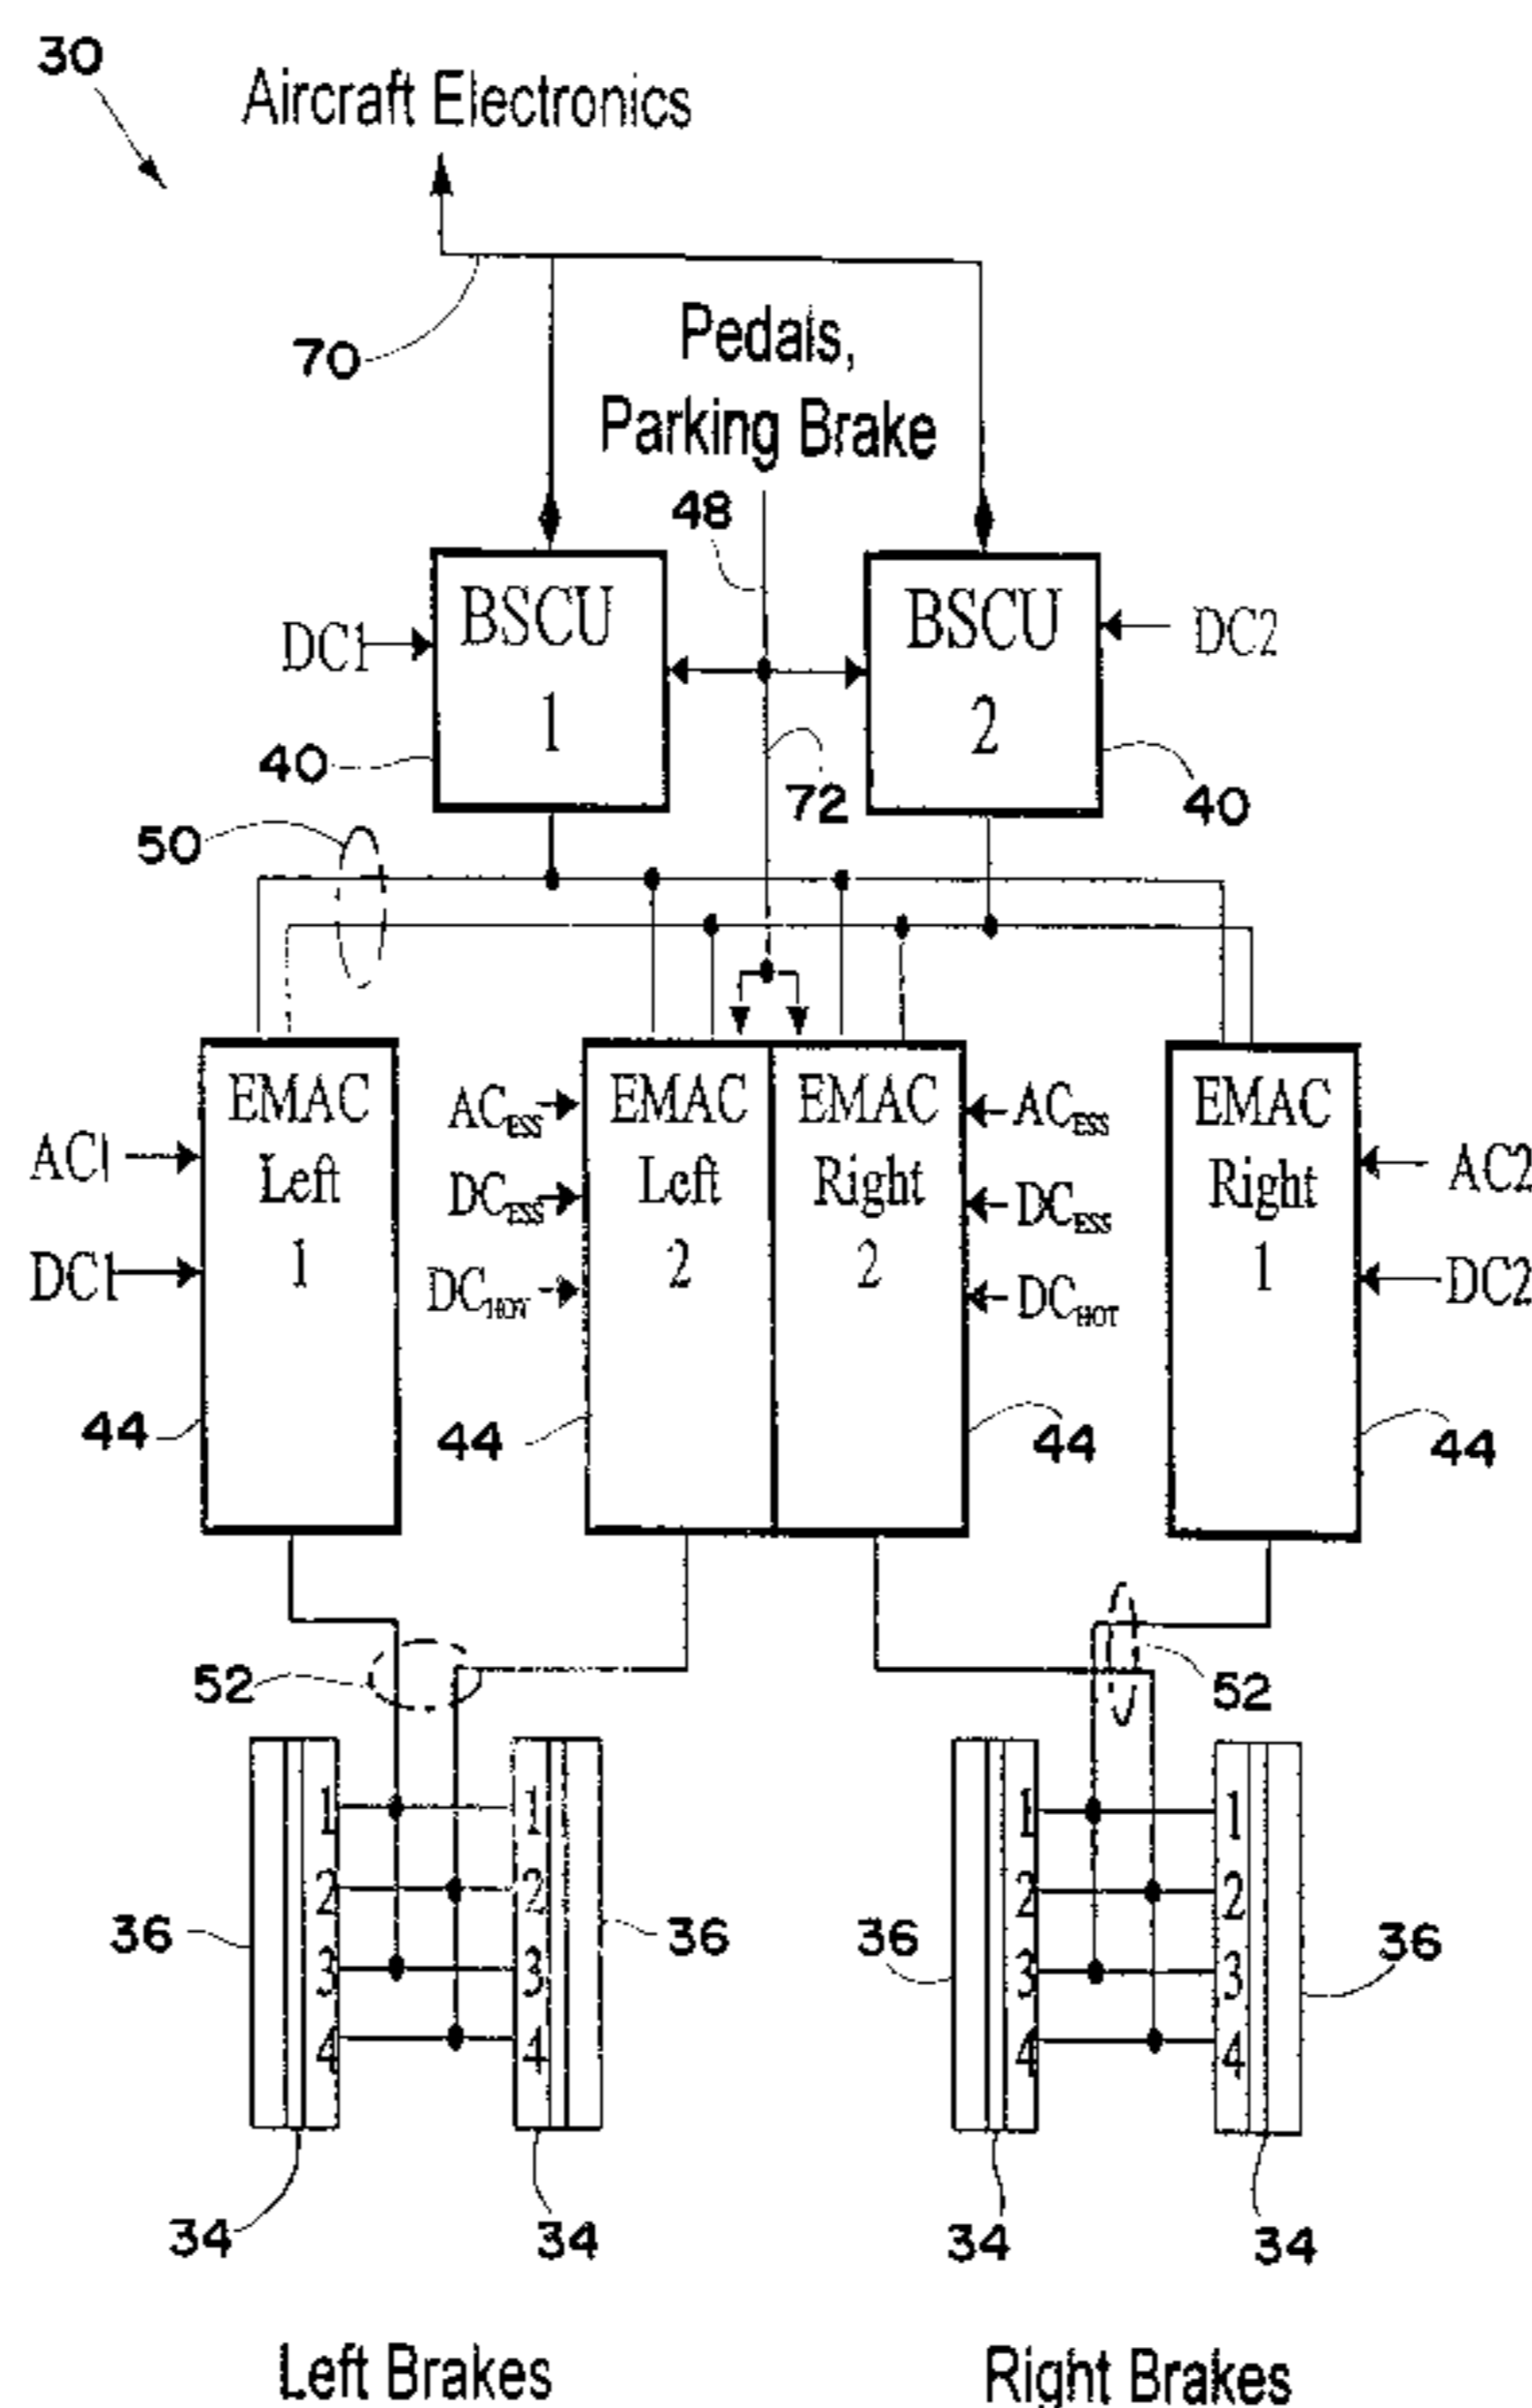 30
Aircraft Electronics
70
Pedals,
Parking Brake
48
BSCU
1
BSCU
2
DC1
DC2
40
72
40
50
EMAC
Left
1
EMAC
Left
2
EMAC
Right
2
EMAC
Right
1
AC1
DC1
ACESS
DCESS
DCHOT
ACESS
DCESS
DCHOT
AC2
DC2
44
44
44
44
52
52
1
2
3
4
1
2
3
4
1
2
3
4
1
2
3
4
36
36
36
36
34
34
34
34
Left Brakes
Right Brakes